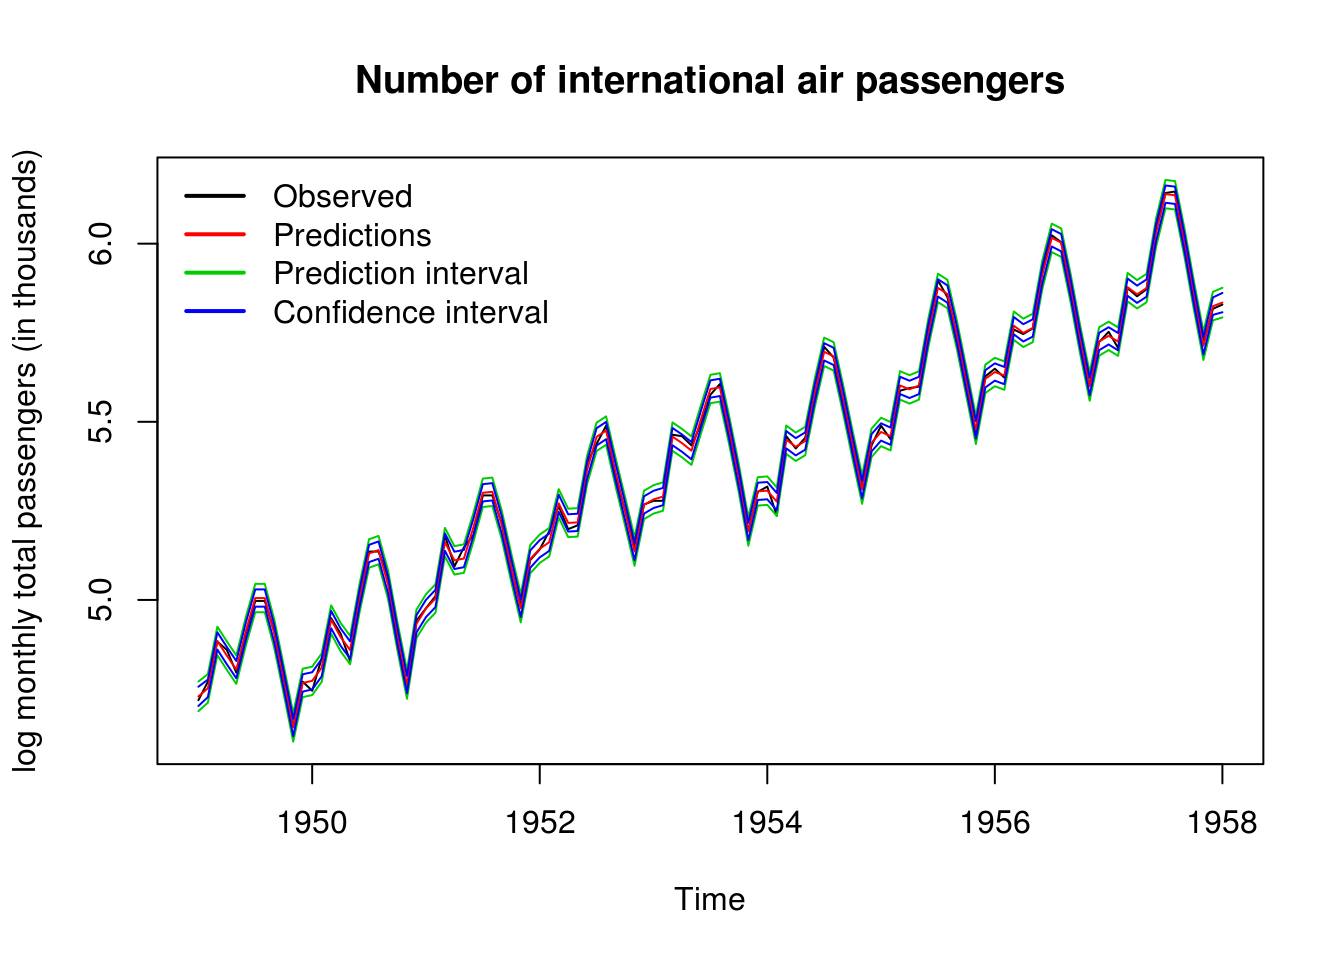 Number of international air passengers
log monthly total passengers (in thousands)
6.0
5.5
5.0
Observed
Predictions
Prediction interval
Confidence interval
1950 1952 1954 1956 1958
Time